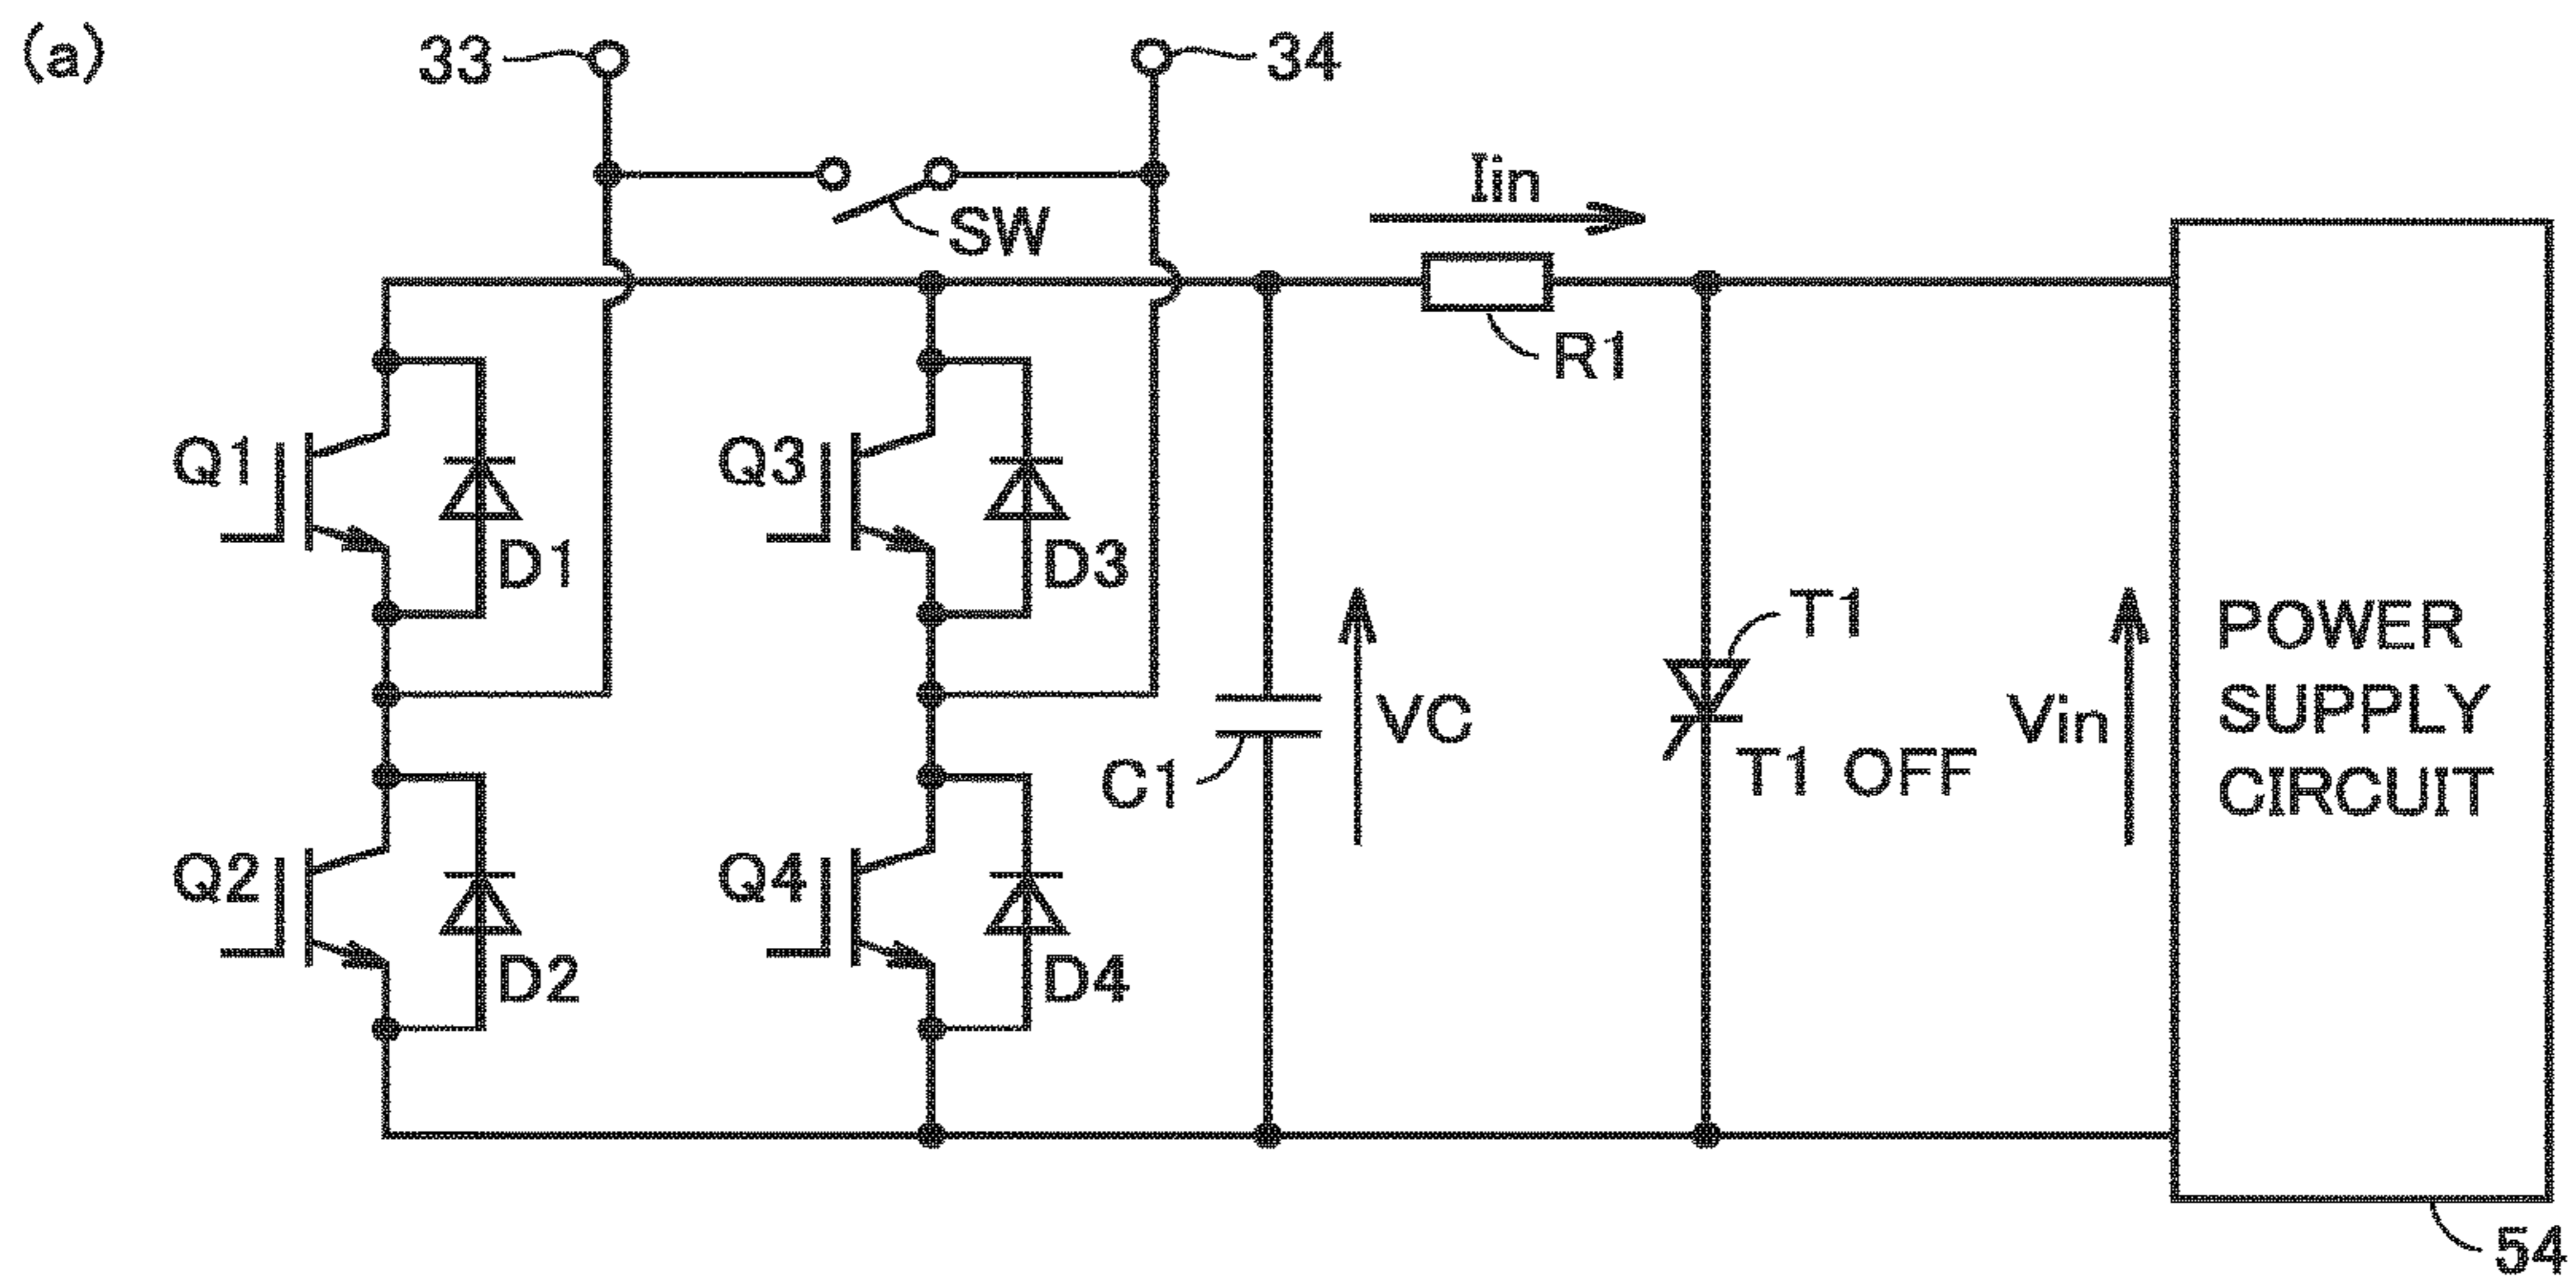 (a)
33
34
Iin
SW
R1
Q1
Q3
D1
D3
T1
POWER
SUPPLY
CIRCUIT
VC
Vin
T1 OFF
C1
Q2
Q4
D2
D4
54